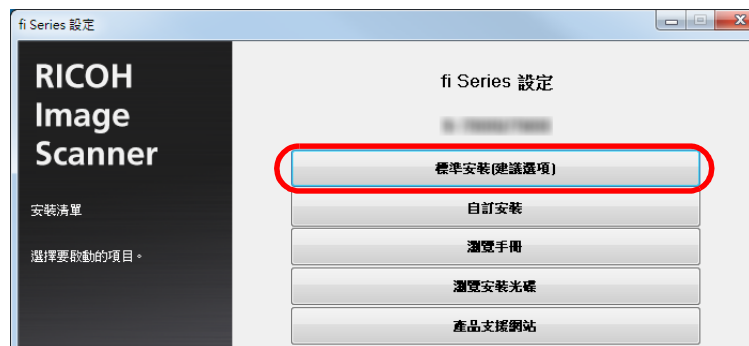 fi Series 設定
RICOH
Image
Scanner
安裝清單
選擇要啟動的項目。
fi Series 設定
標準安裝(建議選項)
自訂安裝
瀏覽手冊
瀏覽安裝光碟
產品支援網站